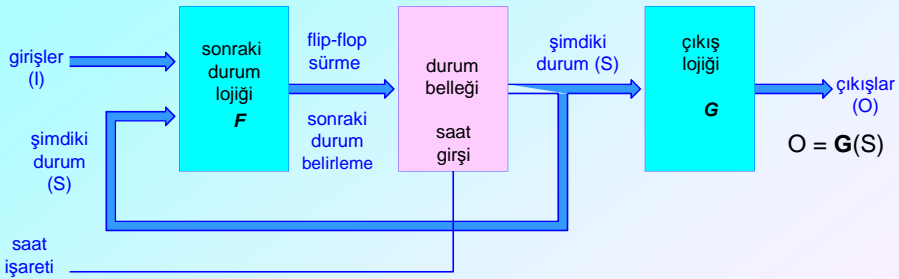 girişler
(I)
şimdiki
durum
(S)
saat
işareti
sonraki
durum
lojiği
F
flip-flop
sürme
sonraki
durum
belirleme
durum
belleği
saat
girşi
şimdiki
durum (S)
çıkış
lojiği
G
çıkışlar
(O)
O = G(S)